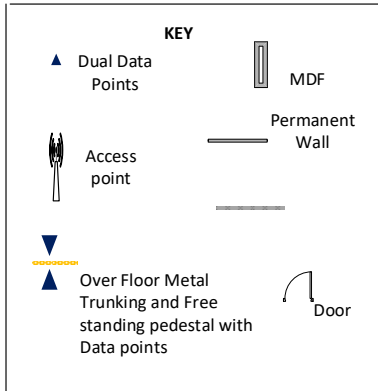 KEY
Dual Data
Points
MDF
Permanent
Wall
Access
point
Over Floor Metal
Trunking and Free
standing pedestal with
Data points
Door